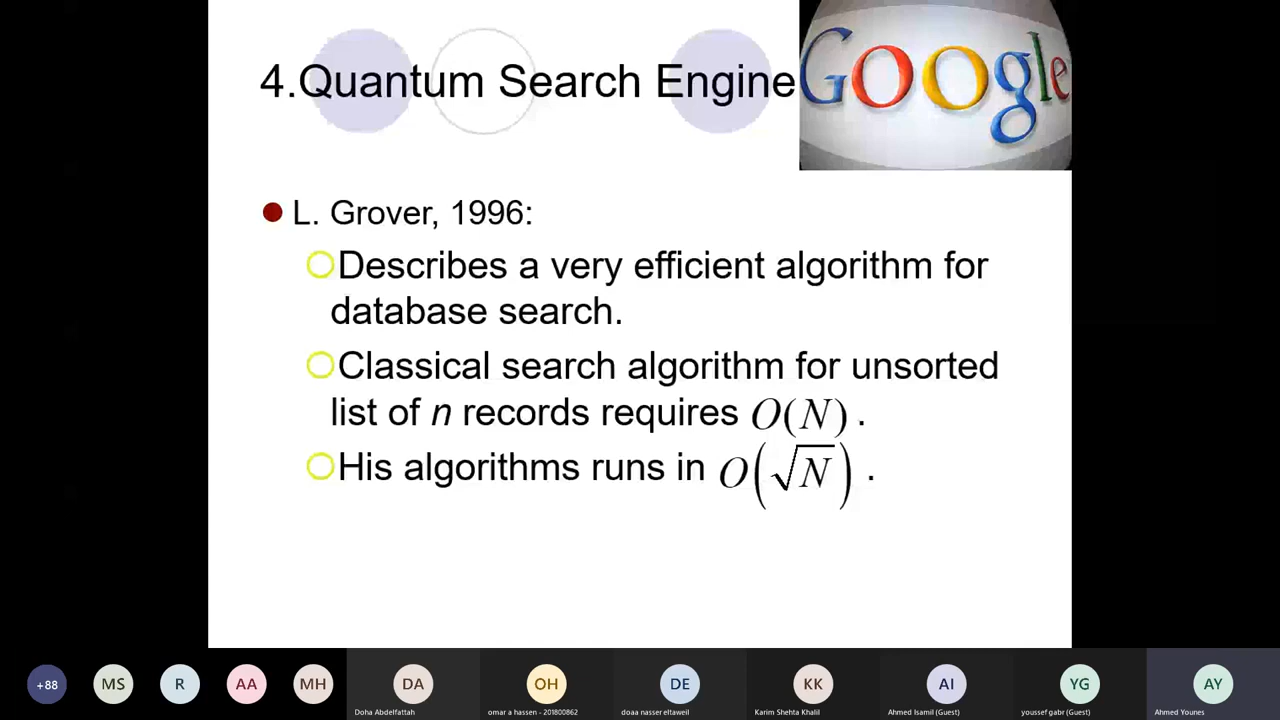 4.Quantum Search Engine
Google
L. Grover, 1996:
Describes a very efficient algorithm for
database search.
Classical search algorithm for unsorted
list of n records requires O(N) .
His algorithms runs in O(√N) .
+88
MS
R
AA
MH
DA
OH
DE
KK
AI
YG
AY
Doha Abdelfattah
omar a hassen - 201800862
doaa nasser eltaweil
Karim Shehta Khalil
Ahmed Isamil (Guest)
youssef gabr (Guest)
Ahmed Younes